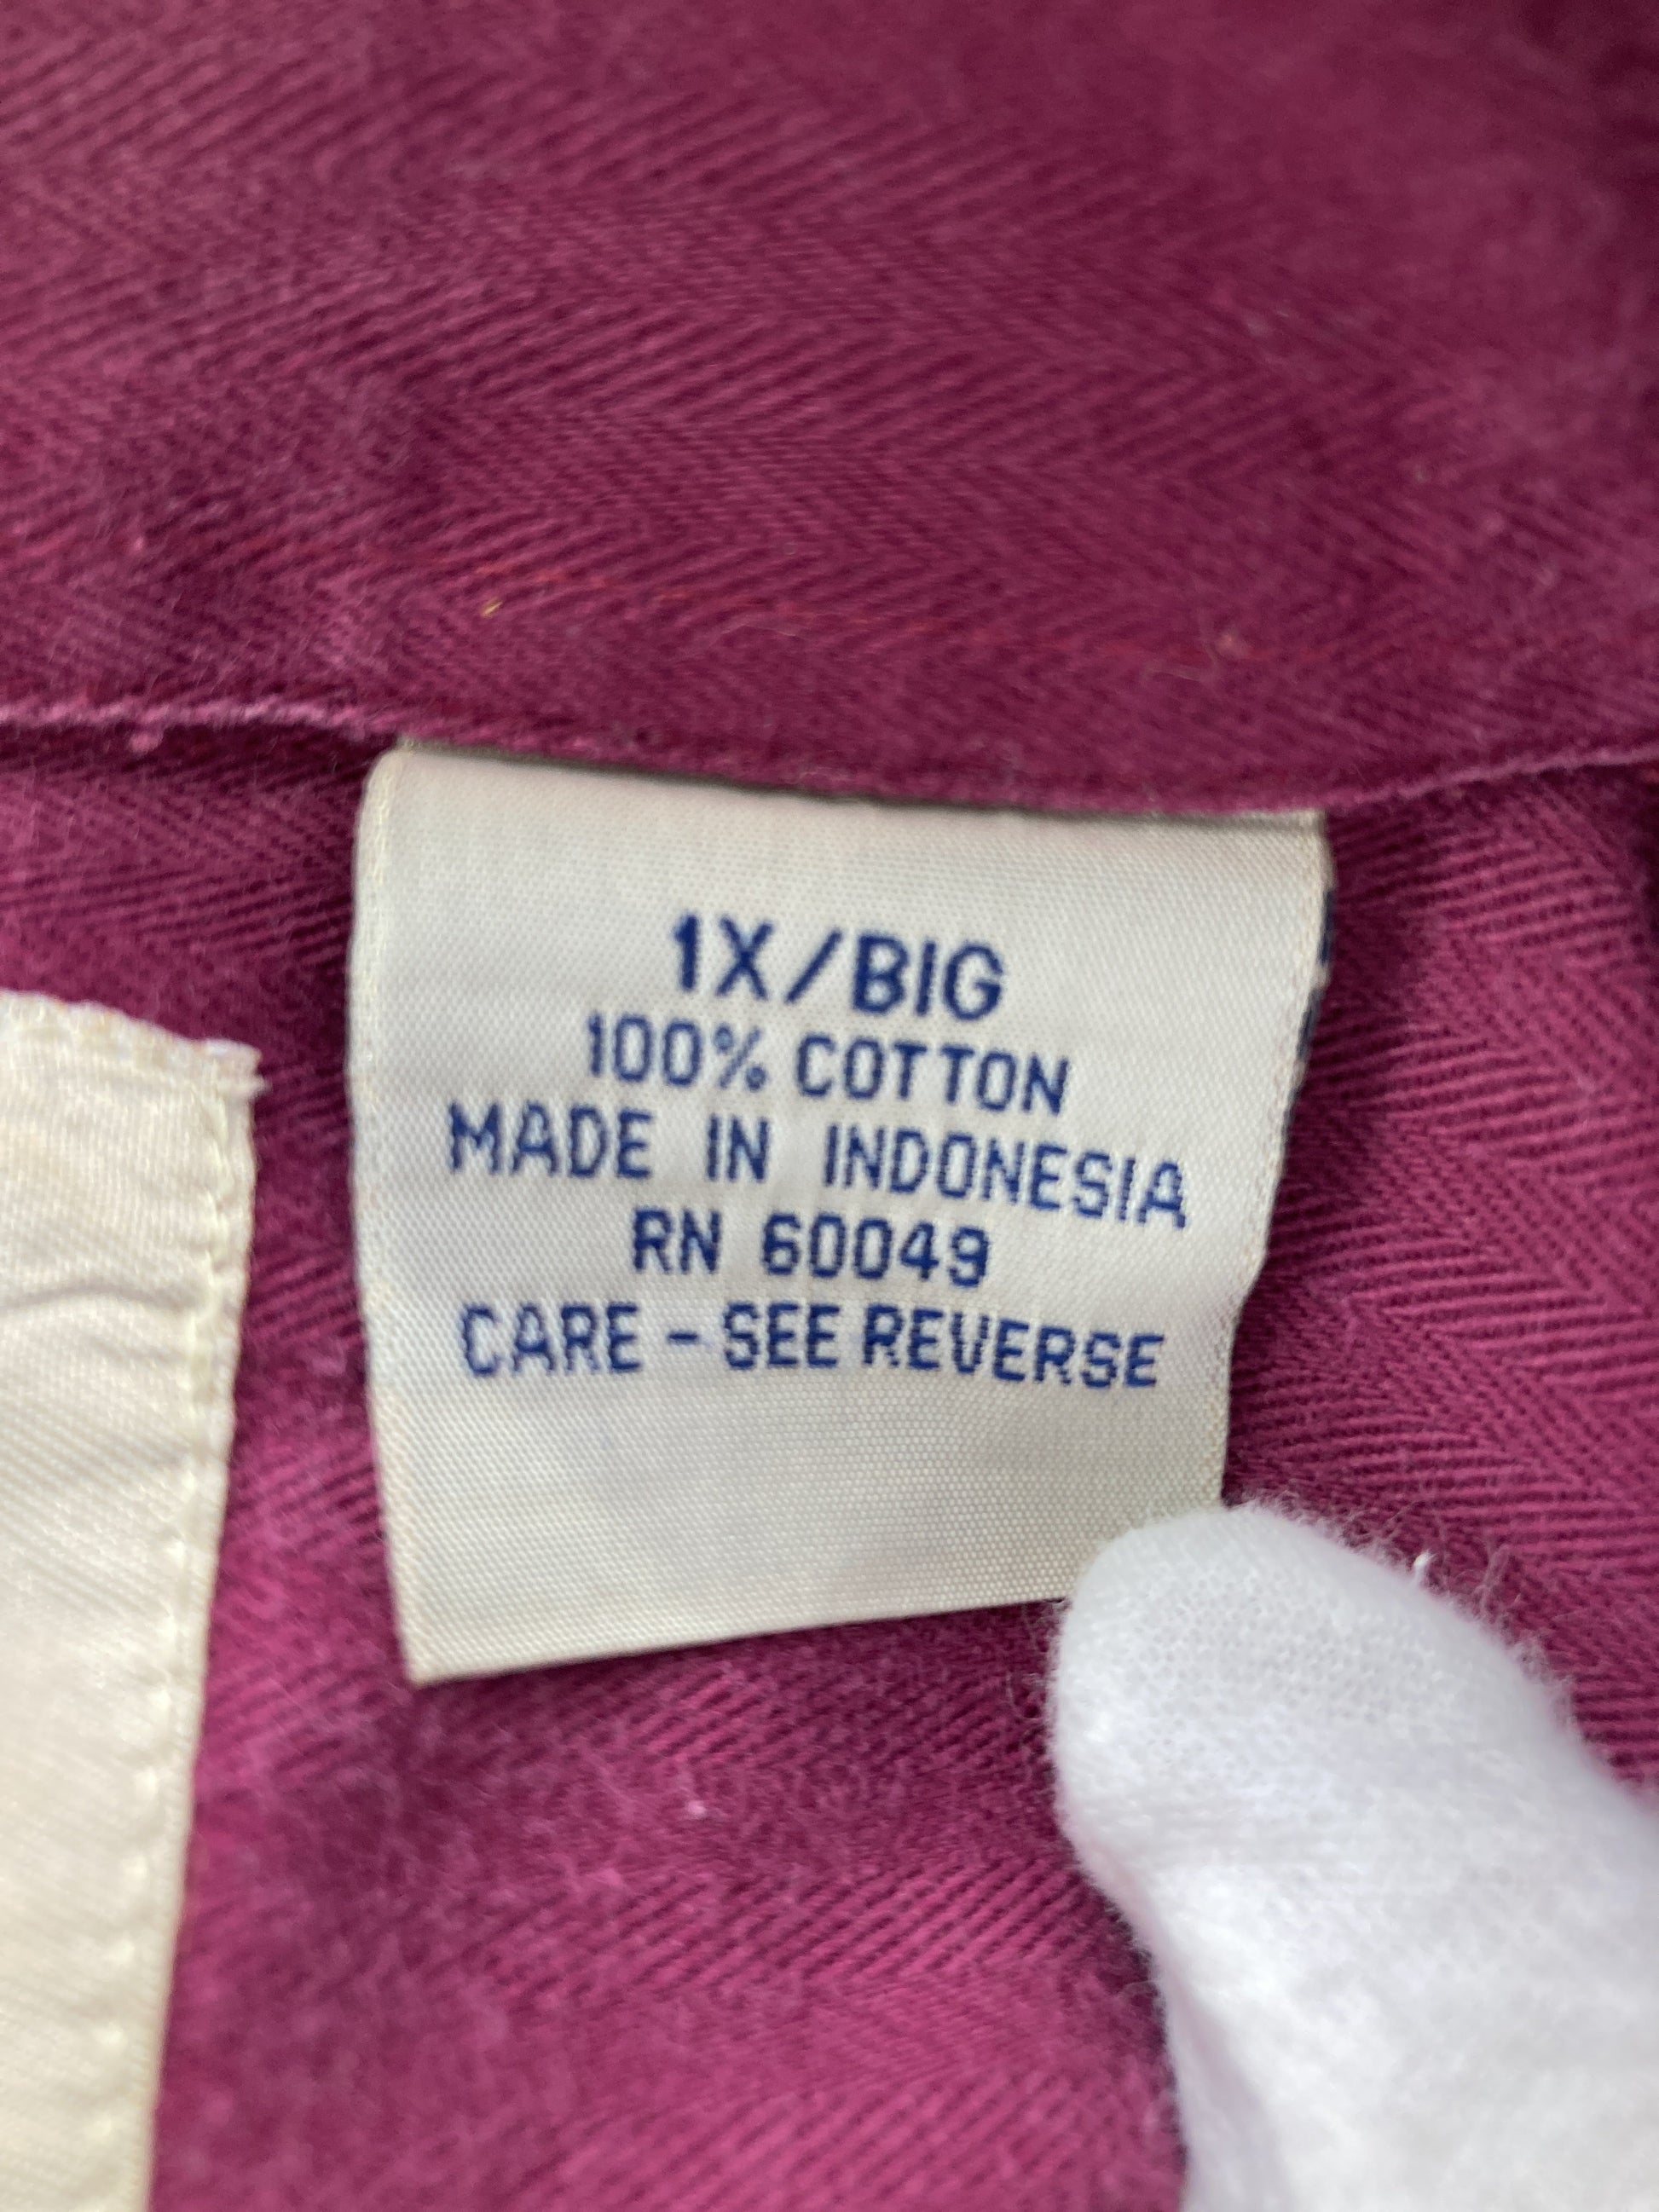 1X/BIG
100% COTTON
MADE IN INDONESIA
RN 60049
CARE - SEE REVERSE